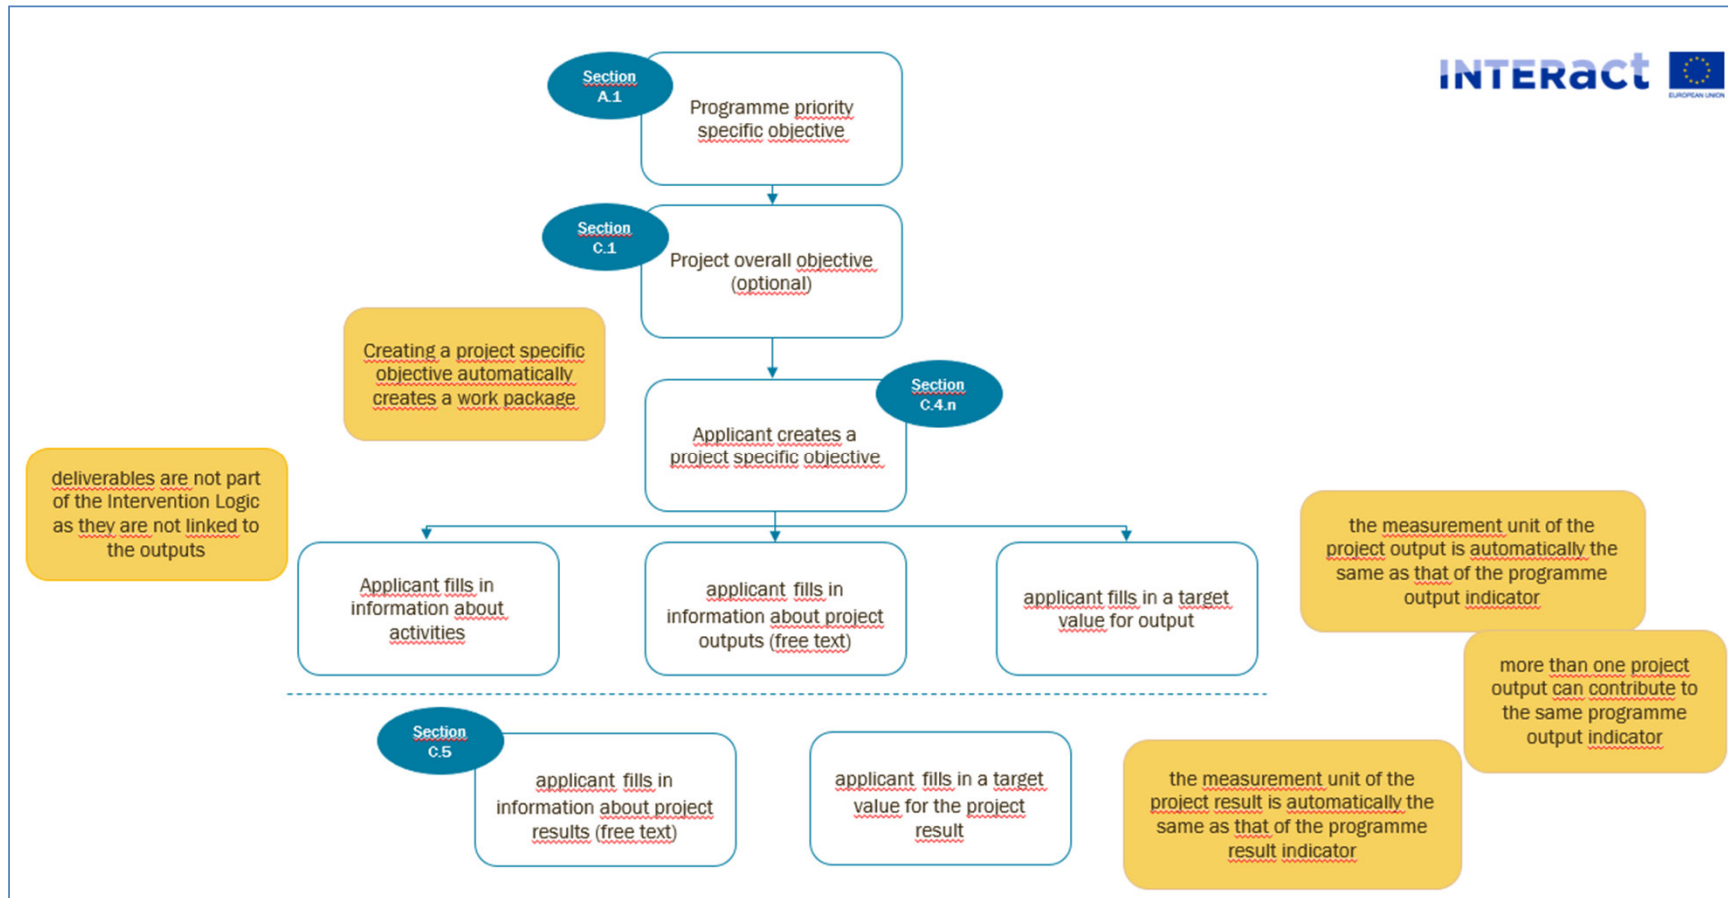 INTERact
EUROPEAN UNION
Section
A.1
Programme priority
specific objective
Section
C.1
Project overall objective
(optional)
Creating a project specific
objective automatically
creates a work package
Section
C.4.n
Applicant creates a
project specific objective
deliverables are not part
of the Intervention Logic
as they are not linked to
the outputs
Applicant fills in
information about
activities
applicant fills in
information about project
outputs (free text)
applicant fills in a target
value for output
the measurement unit of the
project output is automatically the
same as that of the programme
output indicator
more than one project
output can contribute to
the same programme
output indicator
Section
C.5
applicant fills in
information about project
results (free text)
applicant fills in a target
value for the project
result
the measurement unit of the
project result is automatically the
same as that of the programme
result indicator